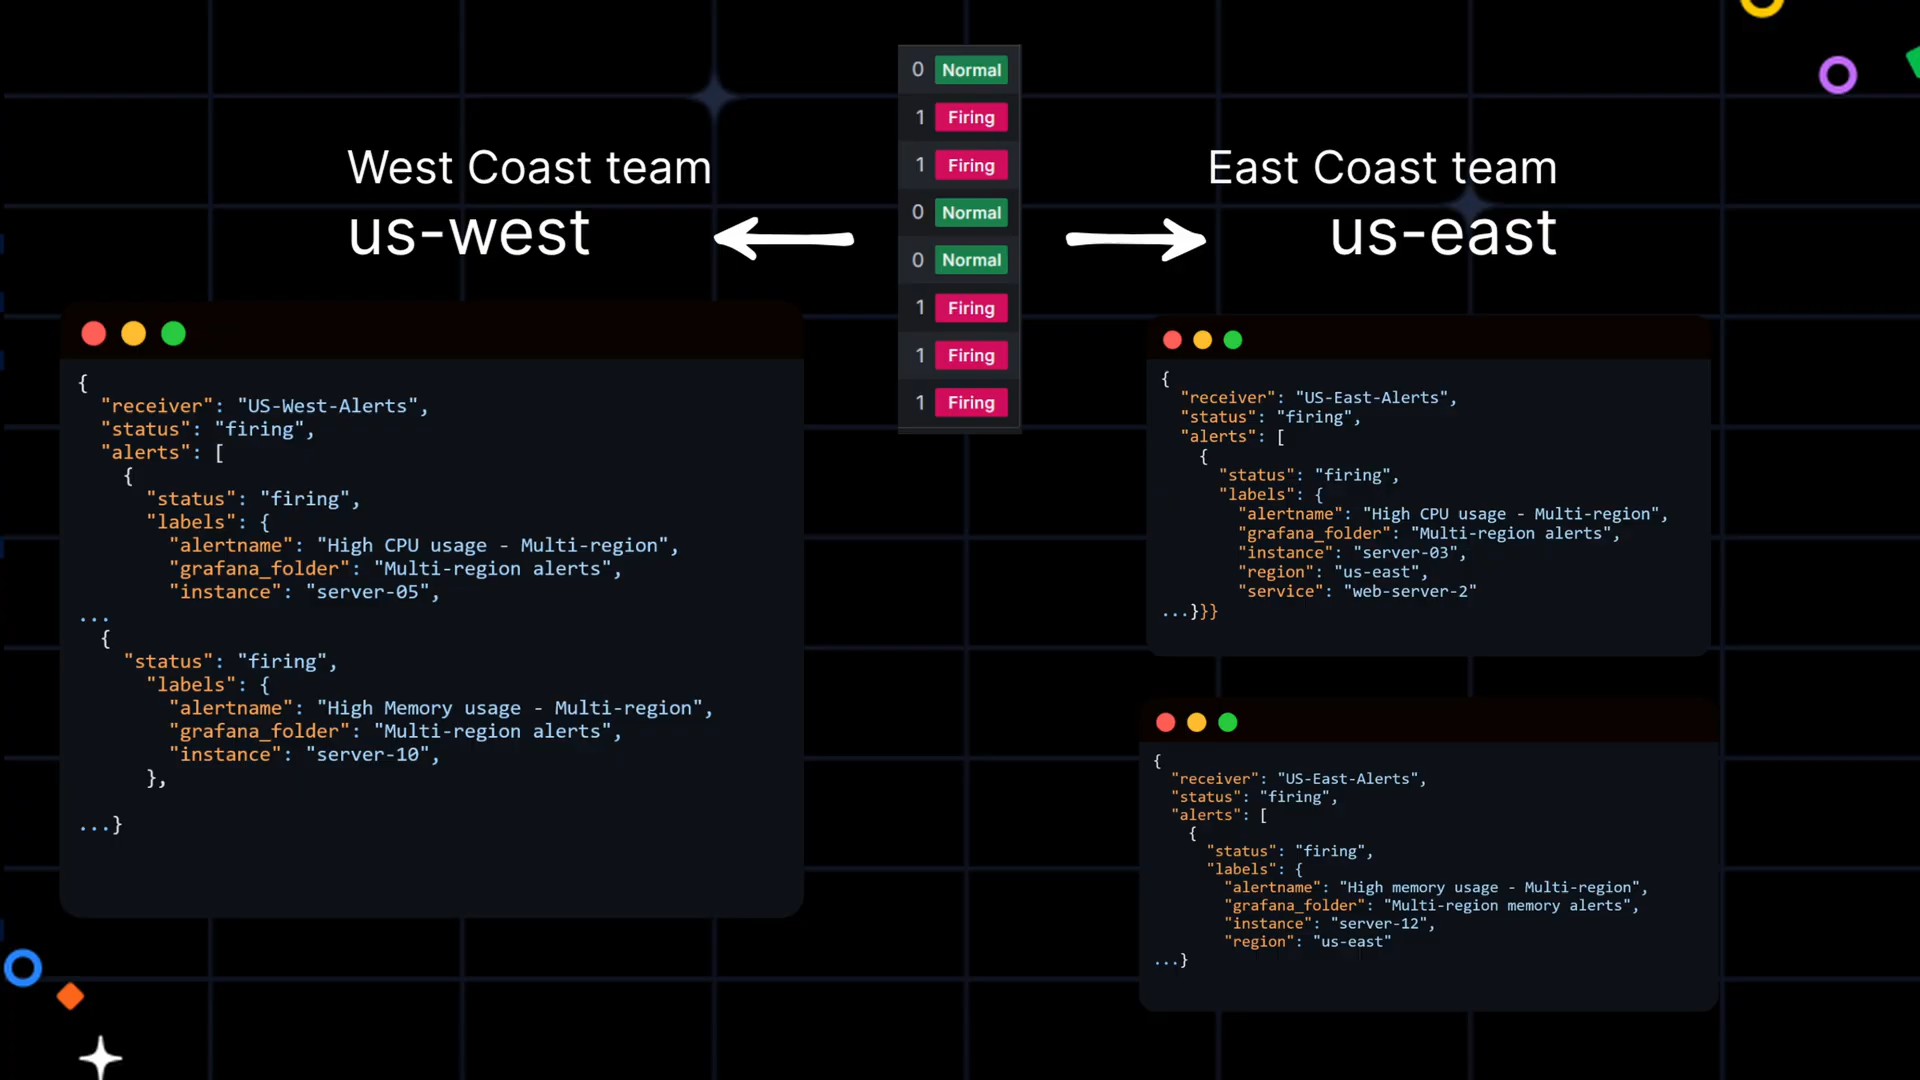 0 Normal
1 Firing
1 Firing
0 Normal
0 Normal
1 Firing
1 Firing
1 Firing
West Coast team
us-west
{
"receiver": "US-West-Alerts",
"status": "firing",
"alerts": [
{
"status": "firing",
"labels": {
"alertname": "High CPU usage - Multi-region",
"grafana_folder": "Multi-region alerts",
"instance": "server-05",
...
{
"status": "firing",
"labels": {
"alertname": "High Memory usage - Multi-region",
"grafana_folder": "Multi-region alerts",
"instance": "server-10",
},
...}
East Coast team
us-east
{
"receiver": "US-East-Alerts",
"status": "firing",
"alerts": [
{
"status": "firing",
"labels": {
"alertname": "High CPU usage - Multi-region",
"grafana_folder": "Multi-region alerts",
"instance": "server-03",
"region": "us-east",
"service": "web-server-2"
...}}}
{
"receiver": "US-East-Alerts",
"status": "firing",
"alerts": [
{
"status": "firing",
"labels": {
"alertname": "High memory usage - Multi-region",
"grafana_folder": "Multi-region memory alerts",
"instance": "server-12",
"region": "us-east"
...}